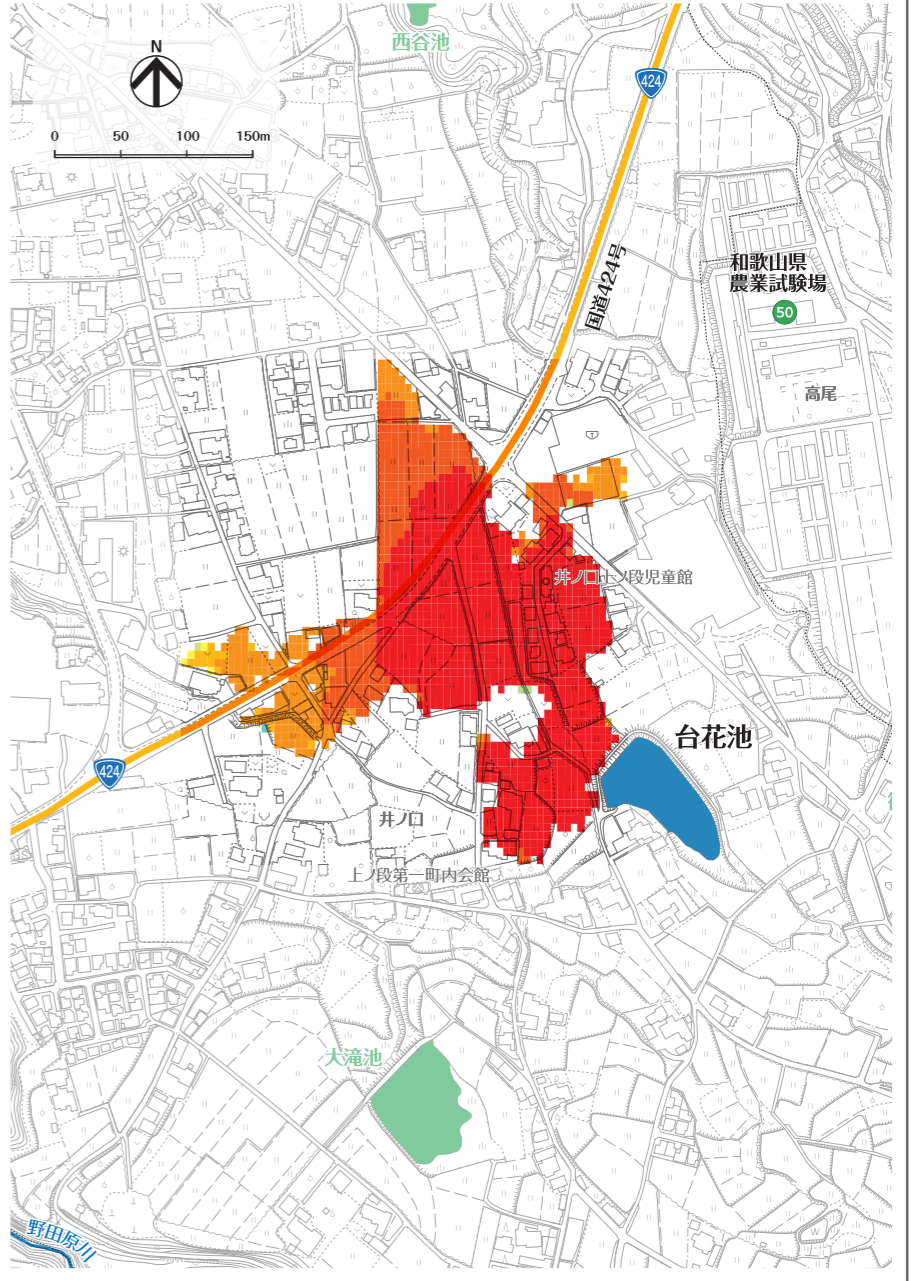 西谷池
N
0 50 100 150m
424
国道424号
和歌山県
農業試験場
50
高尾
井ノ口上ノ段児童館
台花池
424
井ノ口
上ノ段第一町内会館
大滝池
野田原川